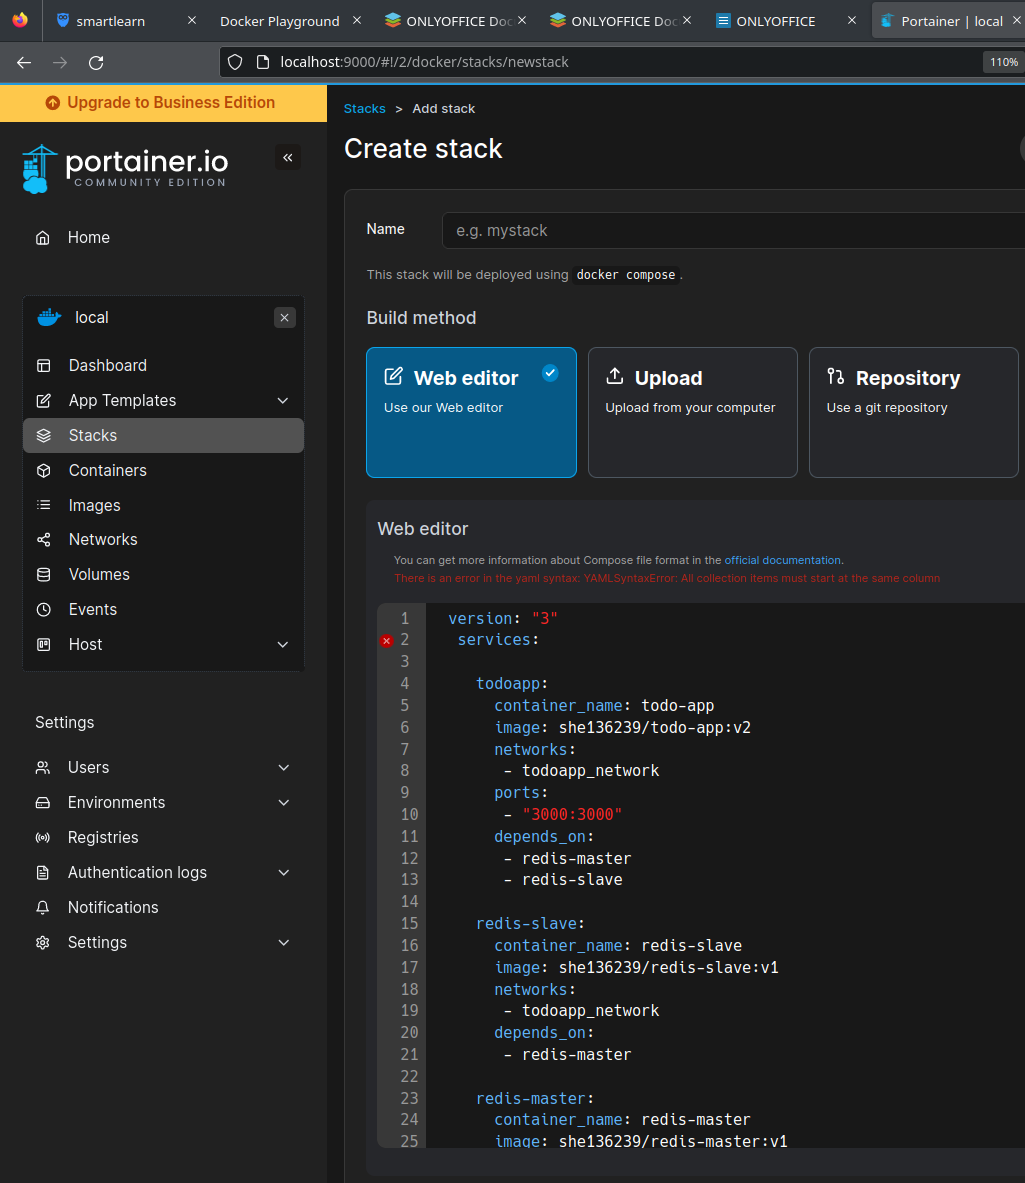 smartlearn
Docker Playground
ONLYOFFICE Doc
ONLYOFFICE Doc
ONLYOFFICE
Portainer | local
localhost:9000/#!/2/docker/stacks/newstack
110%
Upgrade to Business Edition
portainer.io
COMMUNITY EDITION
Home
local
Dashboard
App Templates
Stacks
Containers
Images
Networks
Volumes
Events
Host
Settings
Users
Environments
Registries
Authentication logs
Notifications
Settings
Stacks > Add stack
Create stack
Name e.g. mystack
This stack will be deployed using docker compose.
Build method
Web editor
Use our Web editor
Upload
Upload from your computer
Repository
Use a git repository
Web editor
You can get more information about Compose file format in the official documentation.
There is an error in the yaml syntax: YAMLSyntaxError: All collection items must start at the same column
1 version: "3"
2 services:
3
4 todoapp:
5 container_name: todo-app
6 image: she136239/todo-app:v2
7 networks:
8 - todoapp_network
9 ports:
10 - "3000:3000"
11 depends_on:
12 - redis-master
13 - redis-slave
14
15 redis-slave:
16 container_name: redis-slave
17 image: she136239/redis-slave:v1
18 networks:
19 - todoapp_network
20 depends_on:
21 - redis-master
22
23 redis-master:
24 container_name: redis-master
25 image: she136239/redis-master:v1